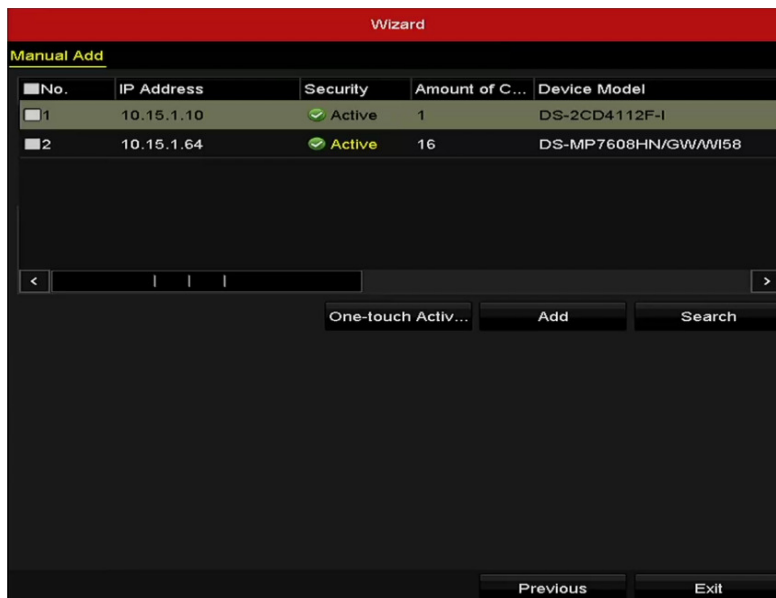 Wizard
Manual Add
No. IP Address Security Amount of C... Device Model
1 10.15.1.10 Active 1 DS-2CD4112F-I
2 10.15.1.64 Active 16 DS-MP7608HN/GW/WI58
< >
One-touch Activ... Add Search
Previous Exit